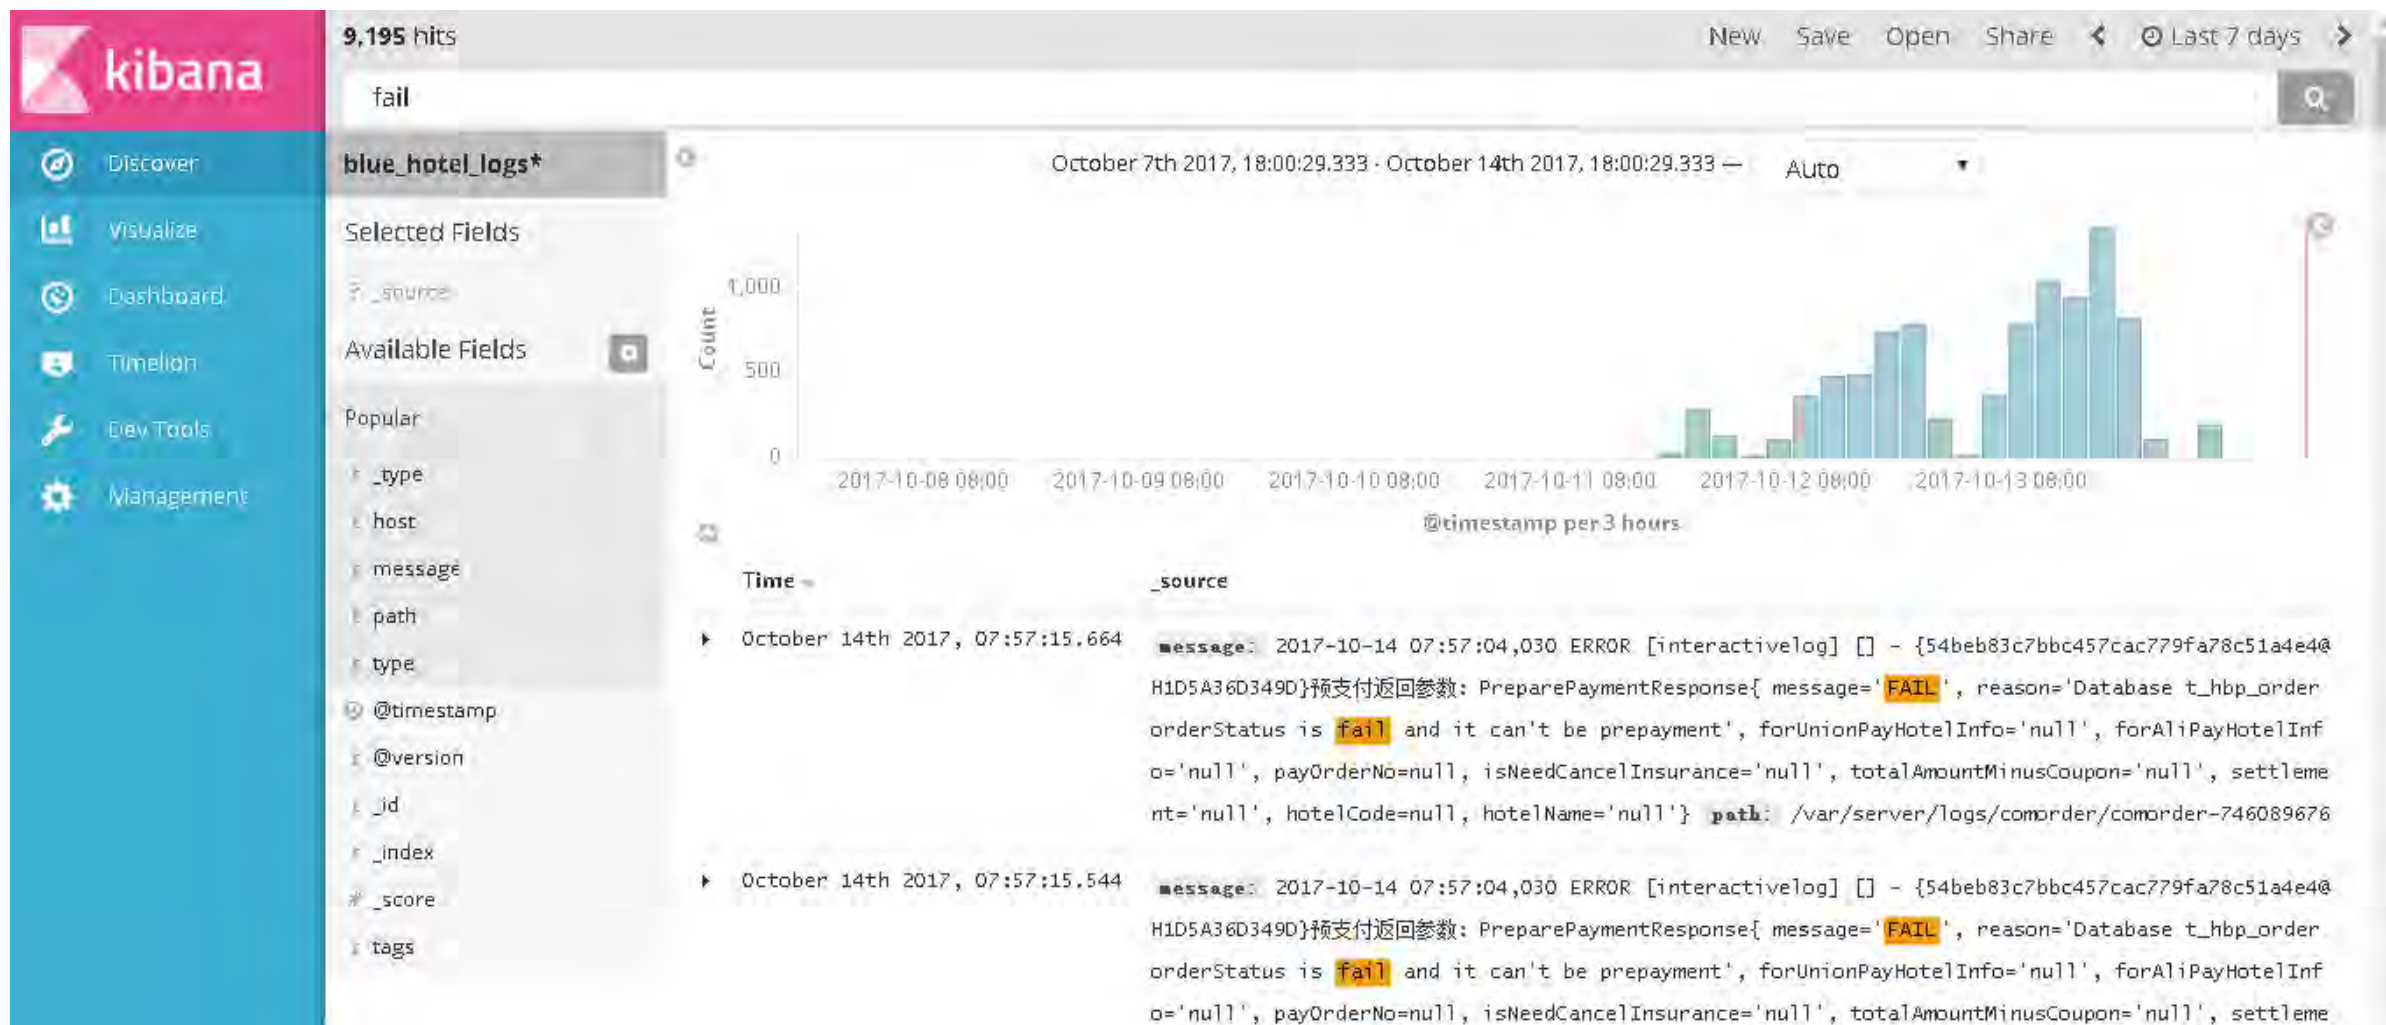 kibana
9,195 hits
New Save Open Share Last 7 days
fail
Discover
Visualize
Dashboard
Timelion
Dev Tools
Management
blue_hotel_logs*
Selected Fields
? _source
Available Fields
Popular
t _type
t host
t message
t path
t type
@timestamp
t @version
t _id
t _index
# _score
t tags
October 7th 2017, 18:00:29.333 - October 14th 2017, 18:00:29.333 — Auto
Count
1,000
500
0
2017-10-08 08:00 2017-10-09 08:00 2017-10-10 08:00 2017-10-11 08:00 2017-10-12 08:00 2017-10-13 08:00
@timestamp per 3 hours
Time _source
October 14th 2017, 07:57:15.664 message: 2017-10-14 07:57:04,030 ERROR [interactivelog] [] - {54beb83c7bbc457cac779fa78c51a4e4@
H1D5A36D349D}预支付返回参数: PreparePaymentResponse{ message='FAIL', reason='Database t_hbp_order
orderStatus is fail and it can't be prepayment', forUnionPayHotelInfo='null', forAliPayHotelInf
o='null', payOrderNo=null, isNeedCancelInsurance='null', totalAmountMinusCoupon='null', settleme
nt='null', hotelCode=null, hotelName='null'} path: /var/server/logs/comorder/comorder-746089676
October 14th 2017, 07:57:15.544 message: 2017-10-14 07:57:04,030 ERROR [interactivelog] [] - {54beb83c7bbc457cac779fa78c51a4e4@
H1D5A36D349D}预支付返回参数: PreparePaymentResponse{ message='FAIL', reason='Database t_hbp_order
orderStatus is fail and it can't be prepayment', forUnionPayHotelInfo='null', forAliPayHotelInf
o='null', payOrderNo=null, isNeedCancelInsurance='null', totalAmountMinusCoupon='null', settleme